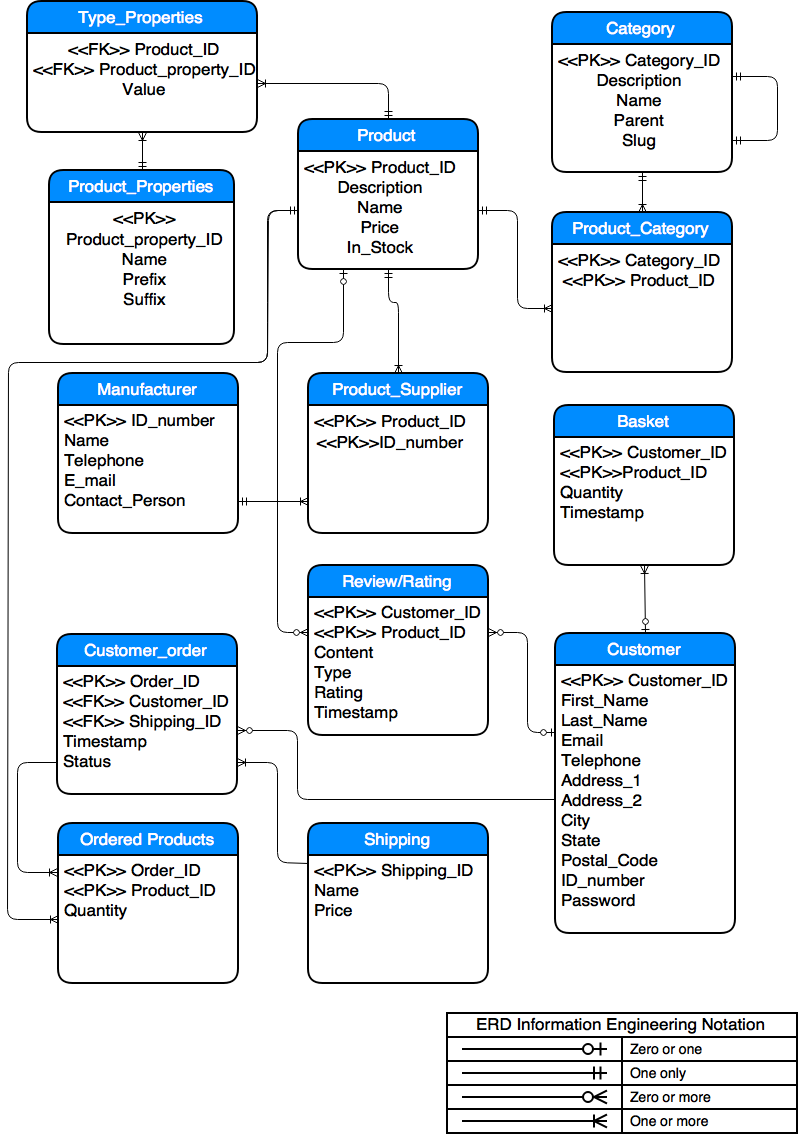 Type_Properties
<<FK>> Product_ID
<<FK>> Product_property_ID
Value
Category
<<PK>> Category_ID
Description
Name
Parent
Slug
Product
<<PK>> Product_ID
Description
Name
Price
In_Stock
Product_Properties
<<PK>>
Product_property_ID
Name
Prefix
Suffix
Product_Category
<<PK>> Category_ID
<<PK>> Product_ID
Manufacturer
<<PK>> ID_number
Name
Telephone
E_mail
Contact_Person
Product_Supplier
<<PK>> Product_ID
<<PK>>ID_number
Basket
<<PK>> Customer_ID
<<PK>>Product_ID
Quantity
Timestamp
Review/Rating
<<PK>> Customer_ID
<<PK>> Product_ID
Content
Type
Rating
Timestamp
Customer_order
<<PK>> Order_ID
<<FK>> Customer_ID
<<FK>> Shipping_ID
Timestamp
Status
Customer
<<PK>> Customer_ID
First_Name
Last_Name
Email
Telephone
Address_1
Address_2
City
State
Postal_Code
ID_number
Password
Ordered Products
<<PK>> Order_ID
<<PK>> Product_ID
Quantity
Shipping
<<PK>> Shipping_ID
Name
Price
ERD Information Engineering Notation
Zero or one
One only
Zero or more
One or more